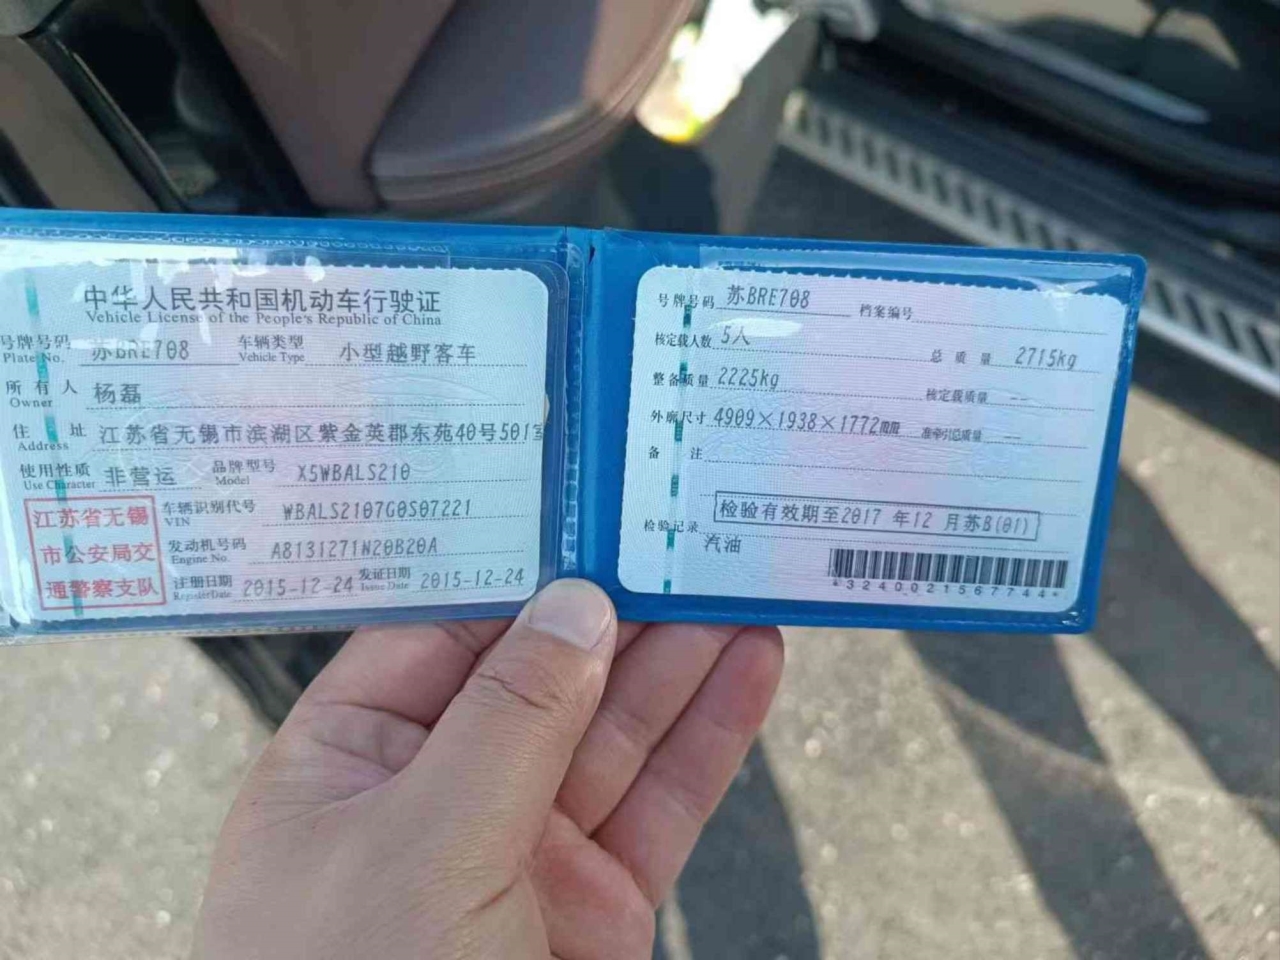 中华人民共和国机动车行驶证
Vehicle License of the People's Republic of China
号牌号码 苏BRE708 车辆类型 小型越野客车
Plate No. Vehicle Type
所有人 杨磊
Owner
住址 江苏省无锡市滨湖区紫金英郡东苑40号501室
Address
使用性质 非营运 品牌型号 X5WBALS210
Use Character Model
江苏省无锡
市公安局交
通警察支队
车辆识别代号 WBALS2107G0S07221
VIN
发动机号码 A8131271N20B20A
Engine No.
注册日期 2015-12-24 发证日期 2015-12-24
Register Date Issue Date
号牌号码 苏BRE708 档案编号
核定载人数 5人 总质量 2715kg
整备质量 2225kg 核定载质量 --
外廓尺寸 4909×1938×1772mm 准牵引总质量 --
备注
检验有效期至2017 年12 月苏B(01)
检验记录
汽油
*3240021567744*